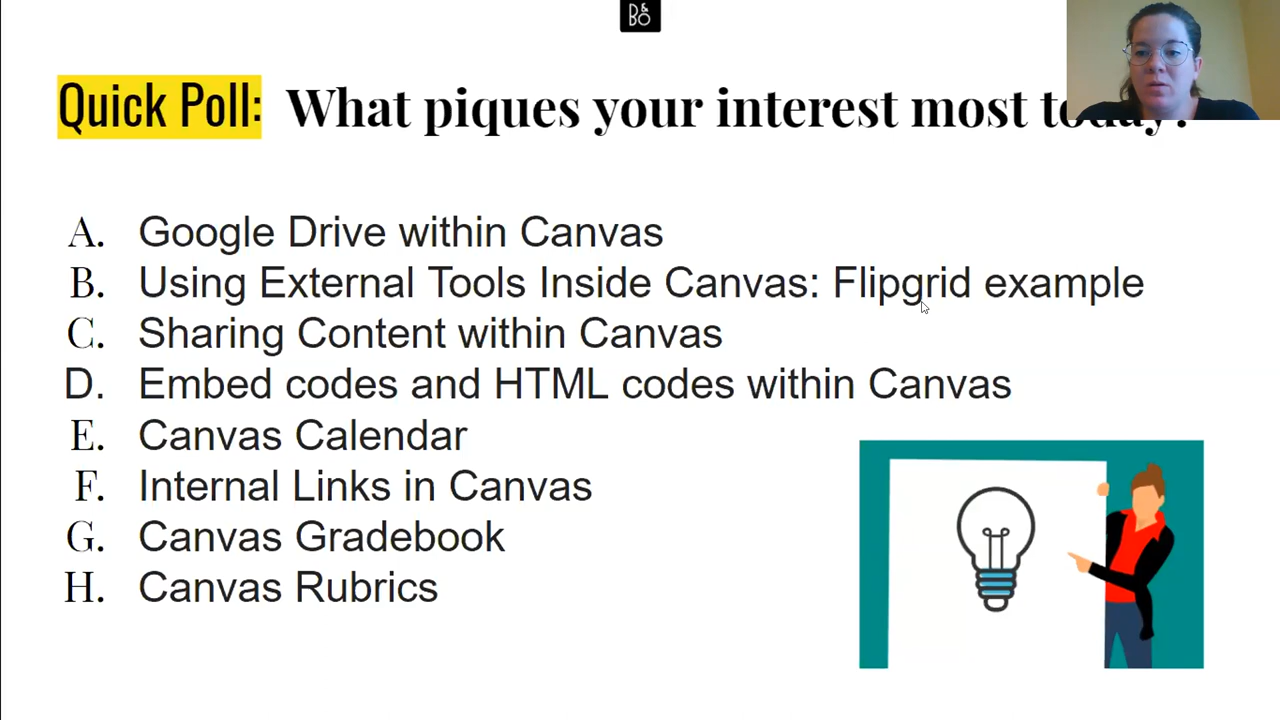 D&
BO
Quick Poll: What piques your interest most today?
A. Google Drive within Canvas
B. Using External Tools Inside Canvas: Flipgrid example
C. Sharing Content within Canvas
D. Embed codes and HTML codes within Canvas
E. Canvas Calendar
F. Internal Links in Canvas
G. Canvas Gradebook
H. Canvas Rubrics